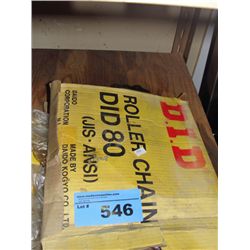 D.I.D
ROLLER CHAIN
DID 80
(JIS·ANSI)
DAIDO
CORPORATION
MADE BY
DAIDO KOGYO CO., LTD.
Lot #
546